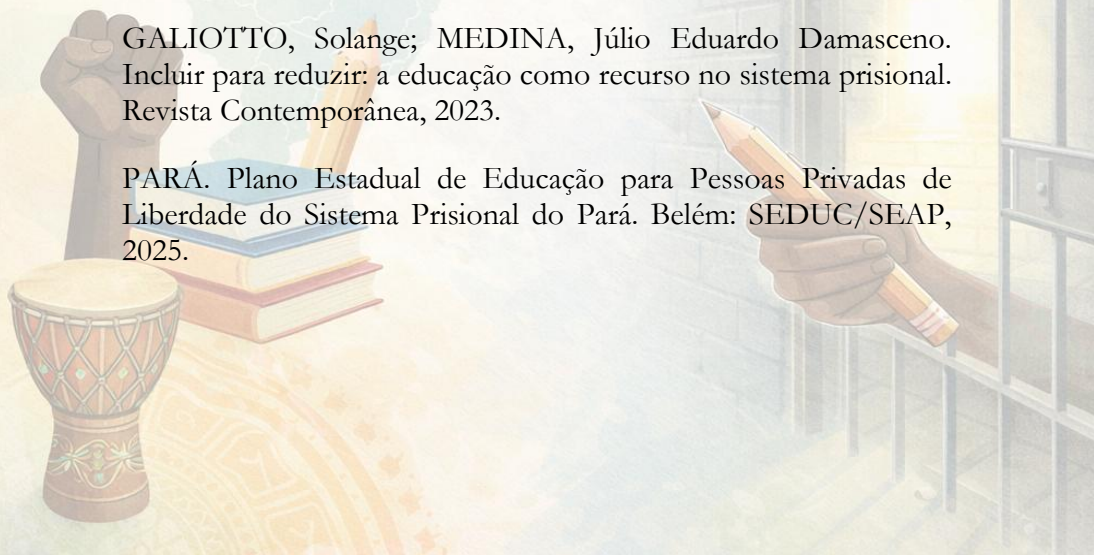 GALIOTTO, Solange; MEDINA, Júlio Eduardo Damasceno.
Incluir para reduzir: a educação como recurso no sistema prisional.
Revista Contemporânea, 2023.
PARÁ. Plano Estadual de Educação para Pessoas Privadas de
Liberdade do Sistema Prisional do Pará. Belém: SEDUC/SEAP,
2025.